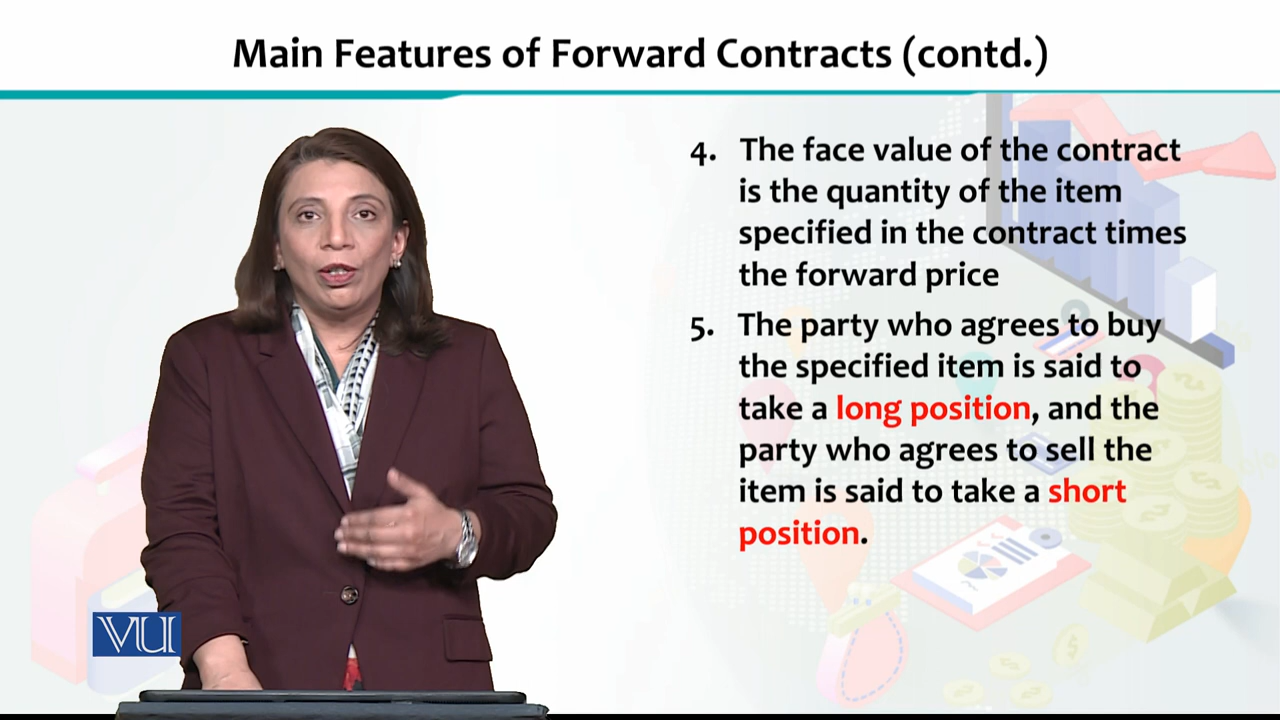 Main Features of Forward Contracts (contd.)
4. The face value of the contract
is the quantity of the item
specified in the contract times
the forward price
5. The party who agrees to buy
the specified item is said to
take a long position, and the
party who agrees to sell the
item is said to take a short
position.
VU